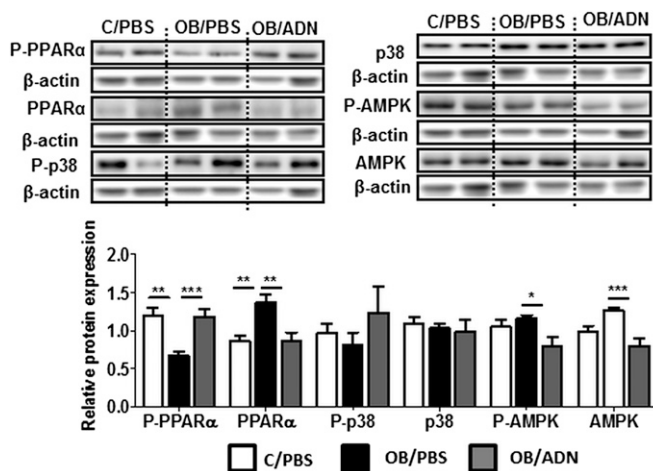 C/PBS OB/PBS OB/ADN
P-PPARα
β-actin
PPARα
β-actin
P-p38
β-actin
C/PBS OB/PBS OB/ADN
p38
β-actin
P-AMPK
β-actin
AMPK
β-actin
Relative protein expression
2.0
1.5
1.0
0.5
0.0
** *** ** ** * ***
P-PPARα PPARα P-p38 p38 P-AMPK AMPK
C/PBS OB/PBS OB/ADN